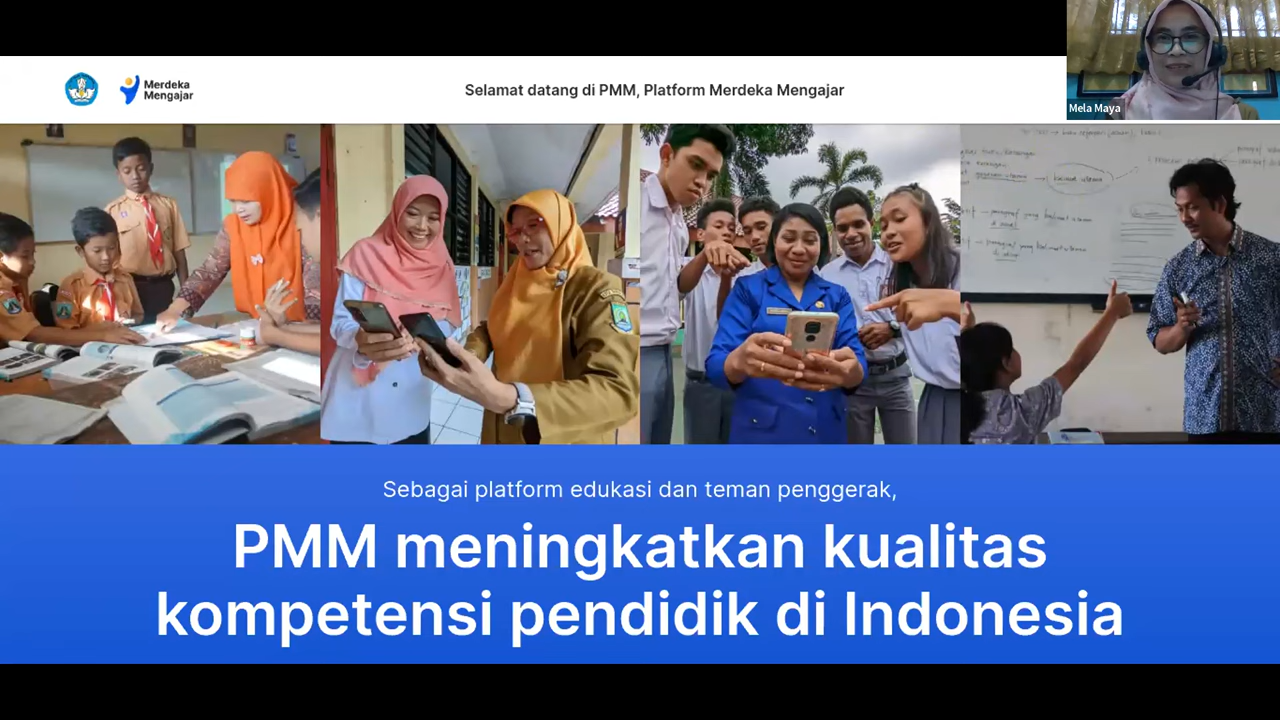 Merdeka
Mengajar
Selamat datang di PMM, Platform Merdeka Mengajar
Mela Maya
Sebagai platform edukasi dan teman penggerak,
PMM meningkatkan kualitas
kompetensi pendidik di Indonesia